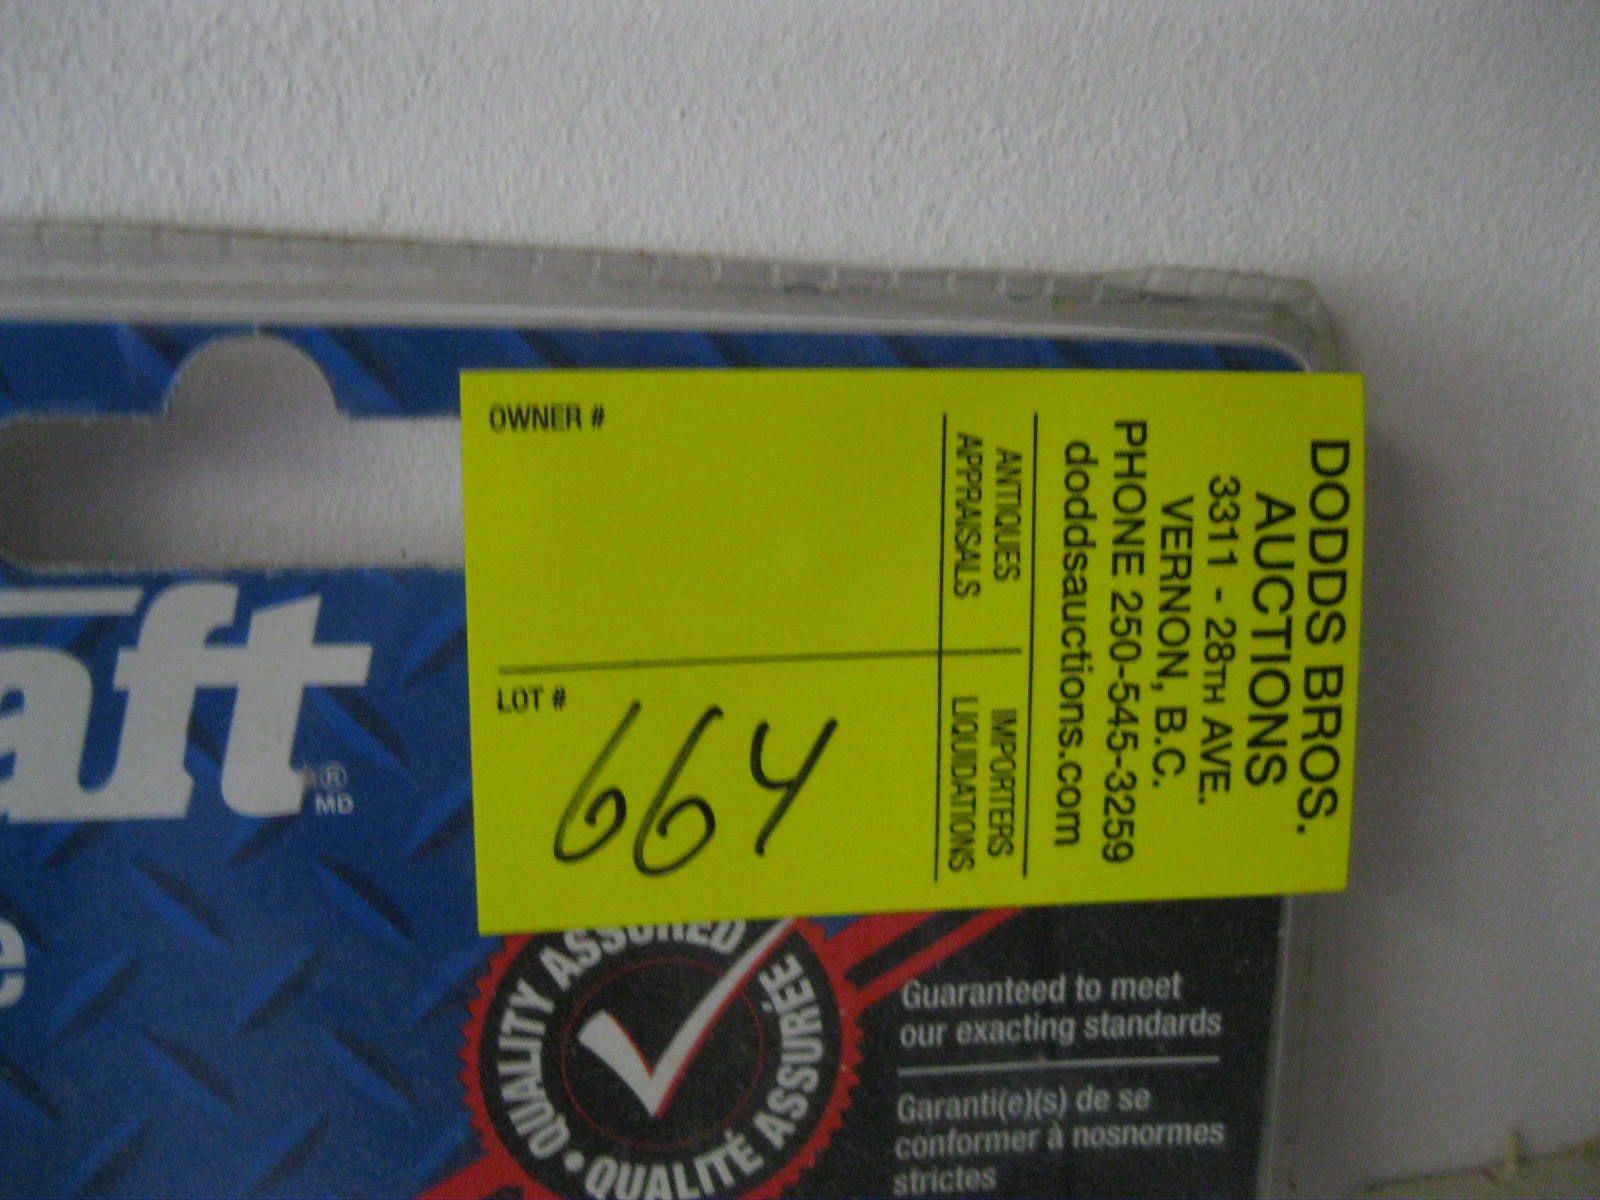 DODDS BROS.
AUCTIONS
3311 - 28TH AVE.
VERNON, B.C.
PHONE 250-545-3259
doddsauctions.com
ANTIQUES IMPORTERS
APPRAISALS LIQUIDATIONS
OWNER #
LOT #
664
aft
®
MD
e
QUALITY ASSURED
• QUALITÉ ASSURÉE
Guaranteed to meet
our exacting standards
Garanti(e)(s) de se
conformer à nosnormes
strictes